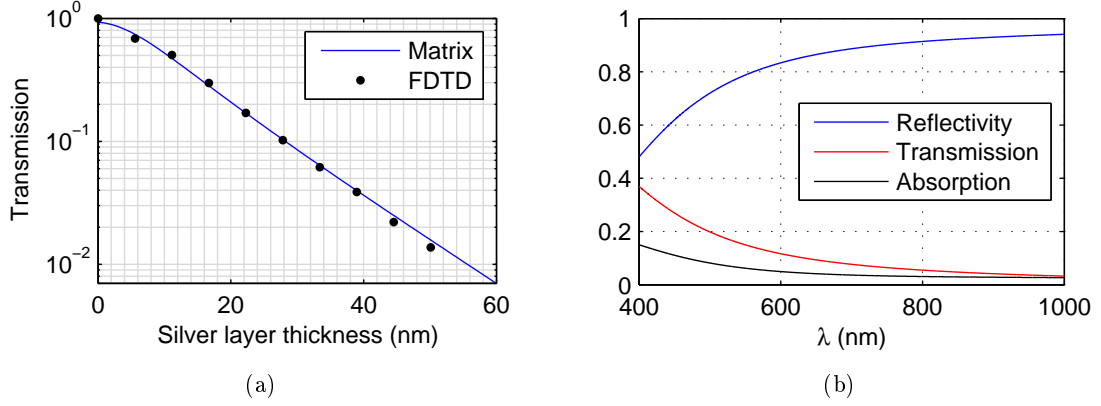 10^0
10^-1
10^-2
Transmission
Matrix
FDTD
0 20 40 60
Silver layer thickness (nm)
(a)
1
0.8
0.6
0.4
0.2
0
Reflectivity
Transmission
Absorption
400 600 800 1000
λ (nm)
(b)